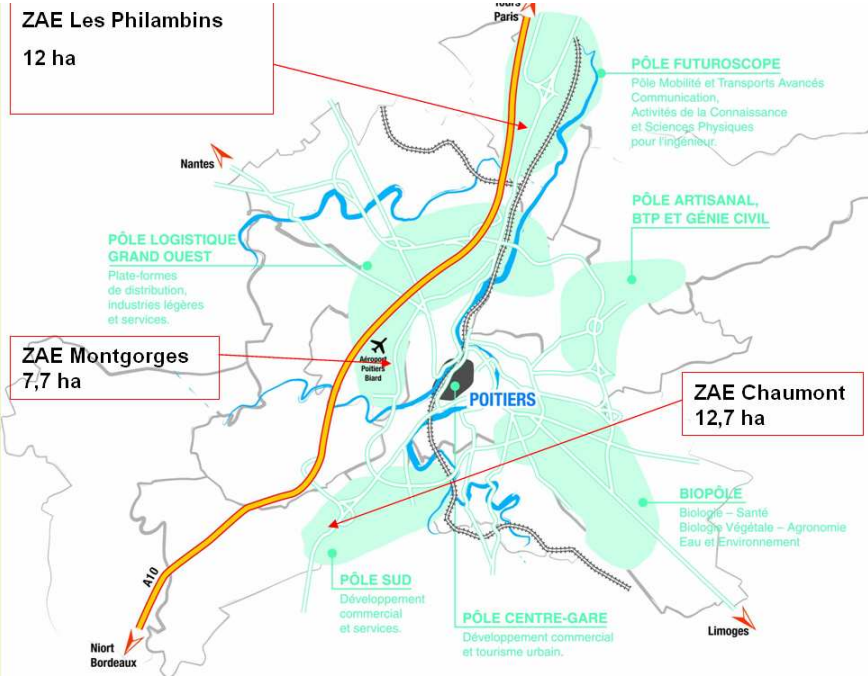 ZAE Les Philambins
12 ha
Tours
Paris
PÔLE FUTUROSCOPE
Pôle Mobilité et Transports Avancés
Communication,
Activités de la Connaissance
et Sciences Physiques
pour l'ingénieur.
Nantes
PÔLE ARTISANAL,
BTP ET GÉNIE CIVIL
PÔLE LOGISTIQUE
GRAND OUEST
Plate-formes
de distribution,
industries légères
et services.
ZAE Montgorges
7,7 ha
Aéroport
Poitiers
Biard
POITIERS
ZAE Chaumont
12,7 ha
BIOPÔLE
Biologie – Santé
Biologie Végétale – Agronomie
Eau et Environnement
A10
PÔLE SUD
Développement
commercial
et services.
PÔLE CENTRE-GARE
Développement commercial
et tourisme urbain.
Limoges
Niort
Bordeaux